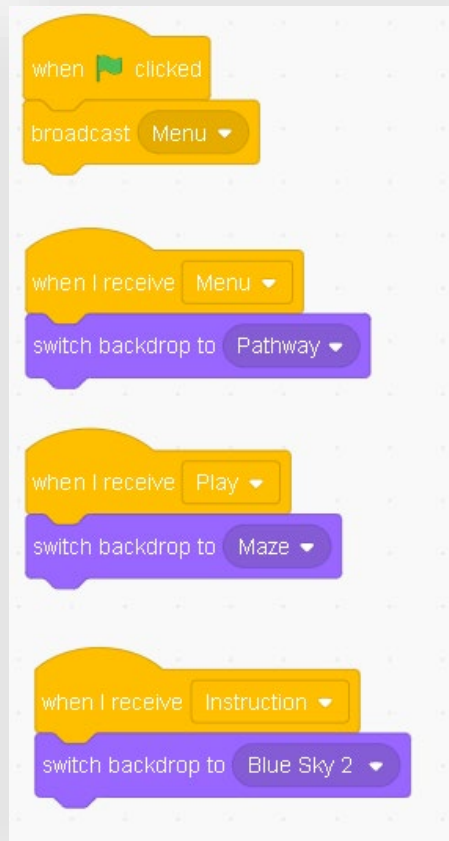 when clicked
broadcast Menu
when I receive Menu
switch backdrop to Pathway
when I receive Play
switch backdrop to Maze
when I receive Instruction
switch backdrop to Blue Sky 2